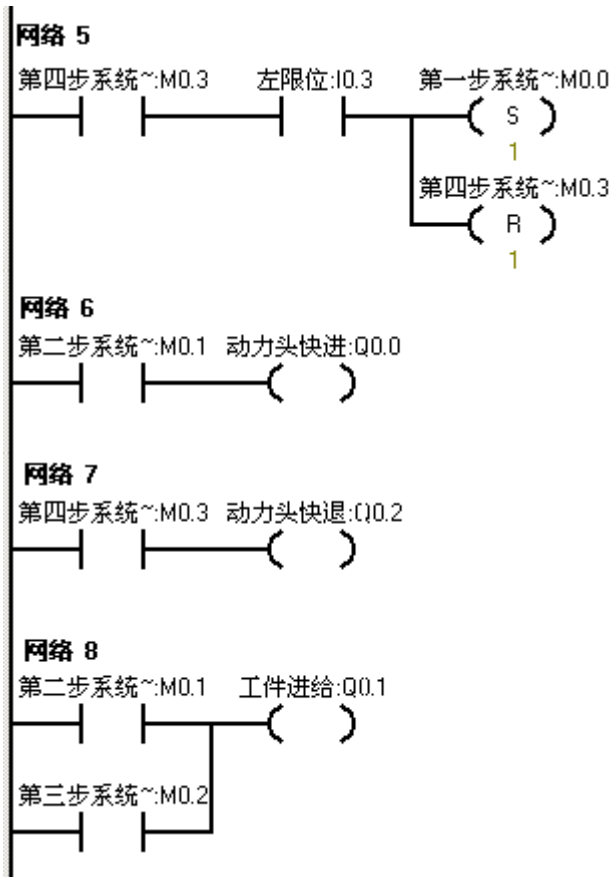 网络 5
第四步系统~:M0.3 左限位:I0.3 第一步系统~:M0.0
S
1
第四步系统~:M0.3
R
1
网络 6
第二步系统~:M0.1 动力头快进:Q0.0
网络 7
第四步系统~:M0.3 动力头快退:Q0.2
网络 8
第二步系统~:M0.1 工件进给:Q0.1
第三步系统~:M0.2